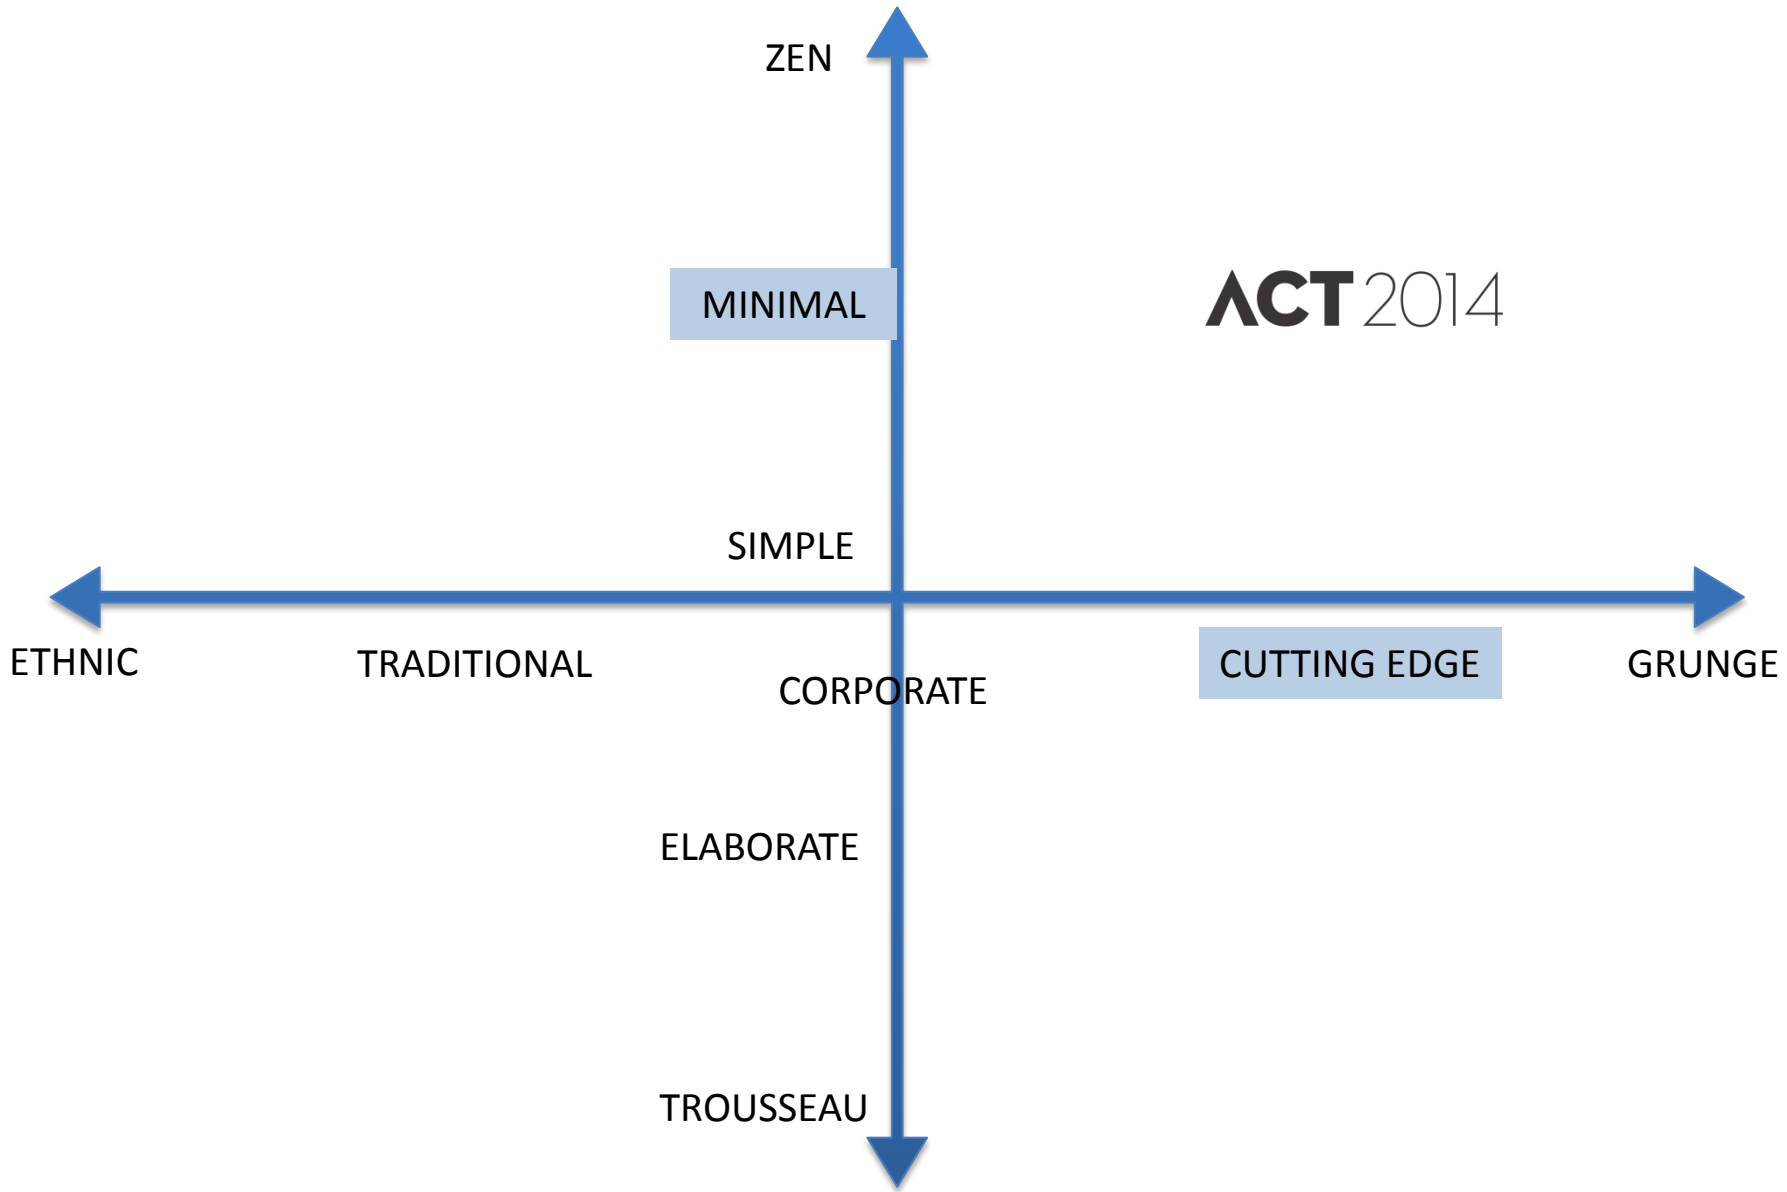 ZEN
MINIMAL
ACT 2014
SIMPLE
ETHNIC
TRADITIONAL
CORPORATE
CUTTING EDGE
GRUNGE
ELABORATE
TROUSSEAU